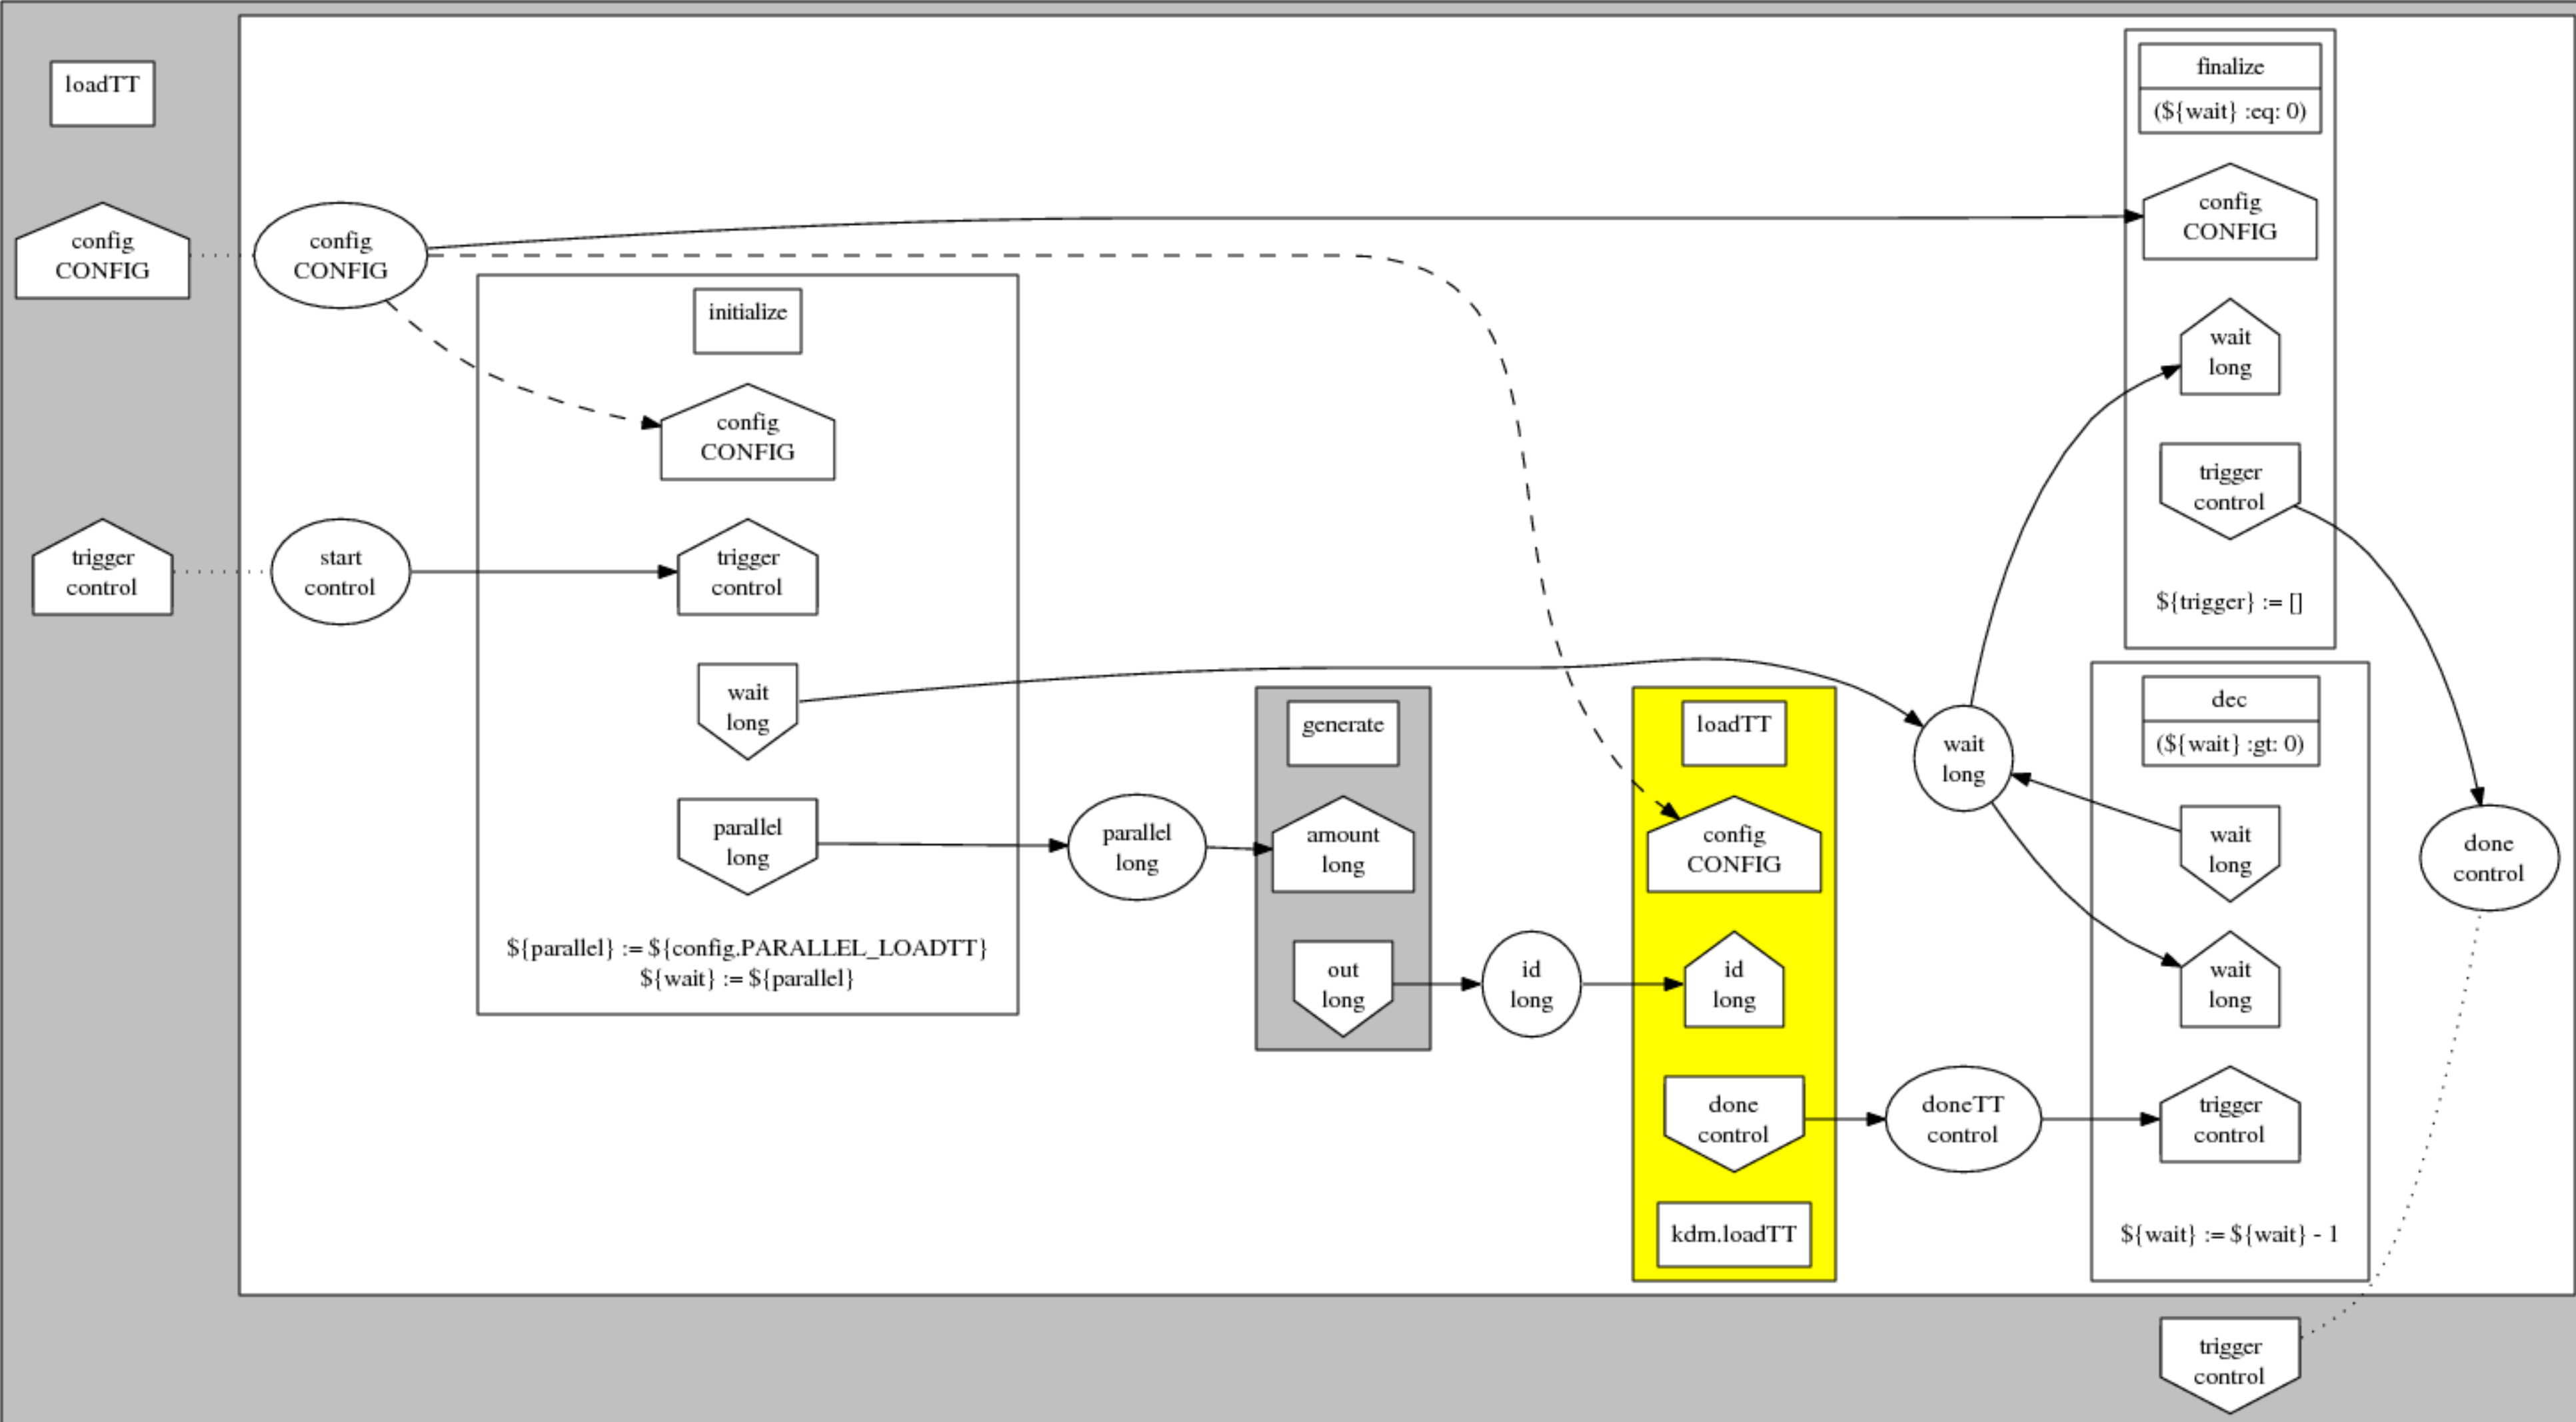 loadTT
config
CONFIG
trigger
control
config
CONFIG
start
control
initialize
config
CONFIG
trigger
control
wait
long
parallel
long
${parallel} := ${config.PARALLEL_LOADTT}
${wait} := ${parallel}
parallel
long
generate
amount
long
out
long
id
long
loadTT
config
CONFIG
id
long
done
control
kdm.loadTT
wait
long
doneTT
control
finalize
(${wait} :eq: 0)
config
CONFIG
wait
long
trigger
control
${trigger} := []
dec
(${wait} :gt: 0)
wait
long
wait
long
trigger
control
${wait} := ${wait} - 1
done
control
trigger
control